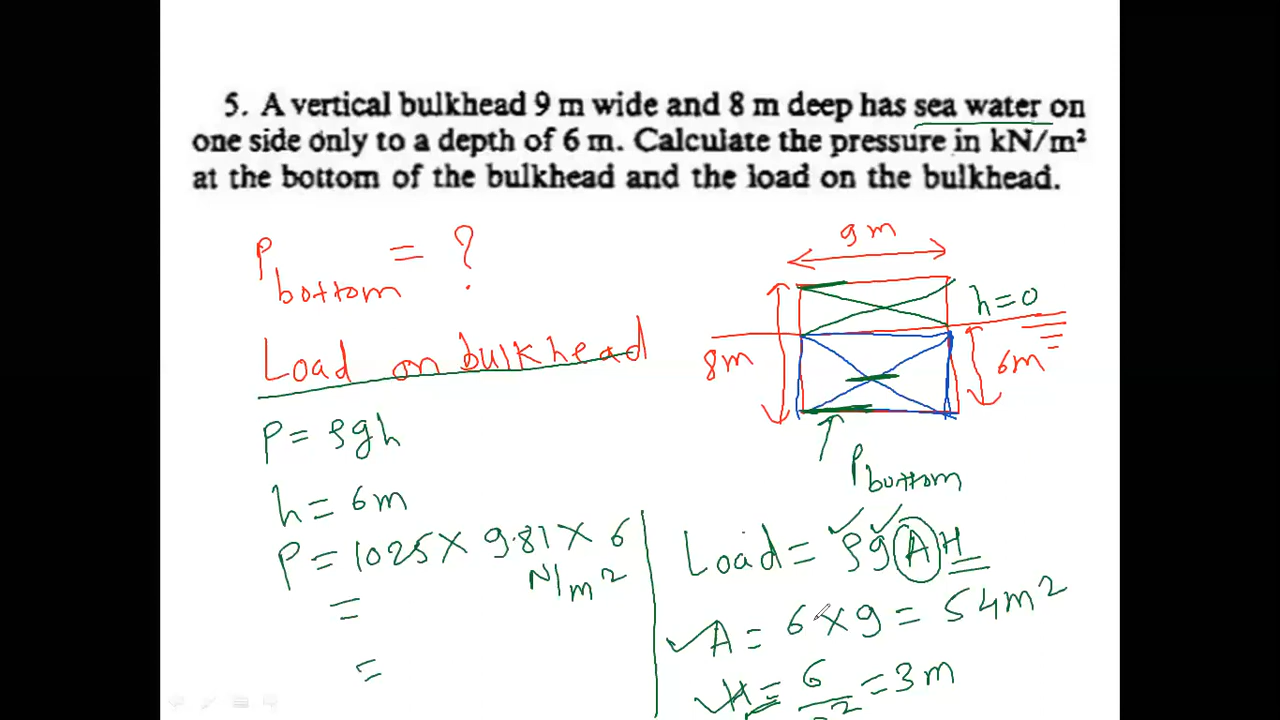 5. A vertical bulkhead 9 m wide and 8 m deep has sea water on
one side only to a depth of 6 m. Calculate the pressure in kN/m²
at the bottom of the bulkhead and the load on the bulkhead.
P bottom = ?
Load on bulkhead
P = ρgh
h = 6m
P = 1025 × 9.81 × 6
N/m²
=
=
9 m
h=0
8m
6m
P bottom
Load = ρgAH
A = 6×9 = 54m²
H = 6/2 = 3m